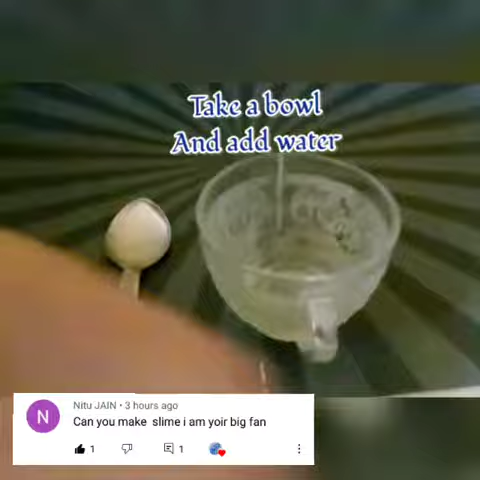 Take a bowl
And add water
N
Nitu JAIN • 3 hours ago
Can you make slime i am yoir big fan
1
1